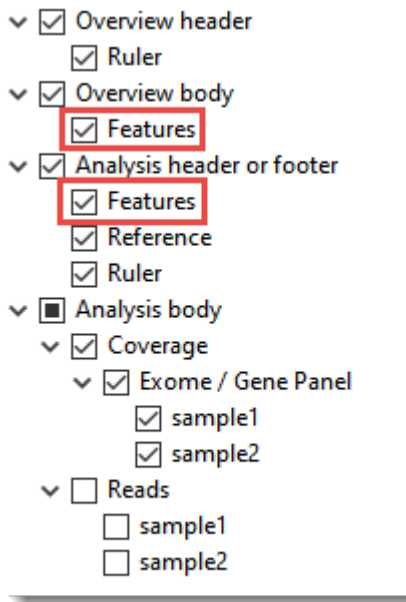 Overview header
Ruler
Overview body
Features
Analysis header or footer
Features
Reference
Ruler
Analysis body
Coverage
Exome / Gene Panel
sample1
sample2
Reads
sample1
sample2